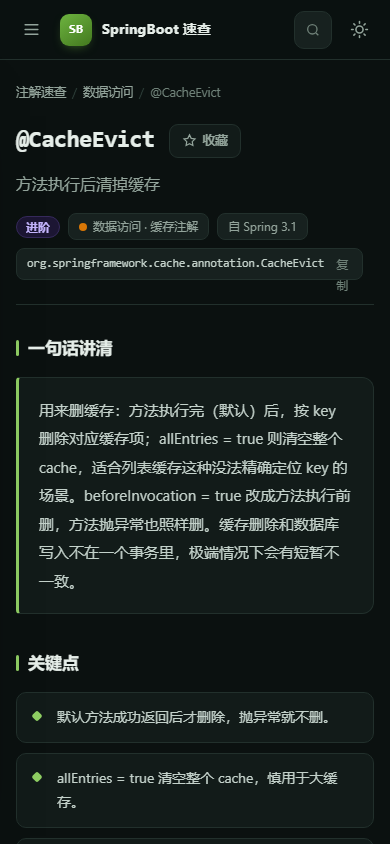 SB
SpringBoot 速查
注解速查 / 数据访问 / @CacheEvict
@CacheEvict
收藏
方法执行后清掉缓存
进阶
数据访问 · 缓存注解
自 Spring 3.1
org.springframework.cache.annotation.CacheEvict
复
制
一句话讲清
用来删缓存：方法执行完（默认）后，按 key
删除对应缓存项；allEntries = true 则清空整个
cache，适合列表缓存这种没法精确定位 key 的
场景。beforeInvocation = true 改成方法执行前
删，方法抛异常也照样删。缓存删除和数据库
写入不在一个事务里，极端情况下会有短暂不
一致。
关键点
默认方法成功返回后才删除，抛异常就不删。
allEntries = true 清空整个 cache，慎用于大缓
存。